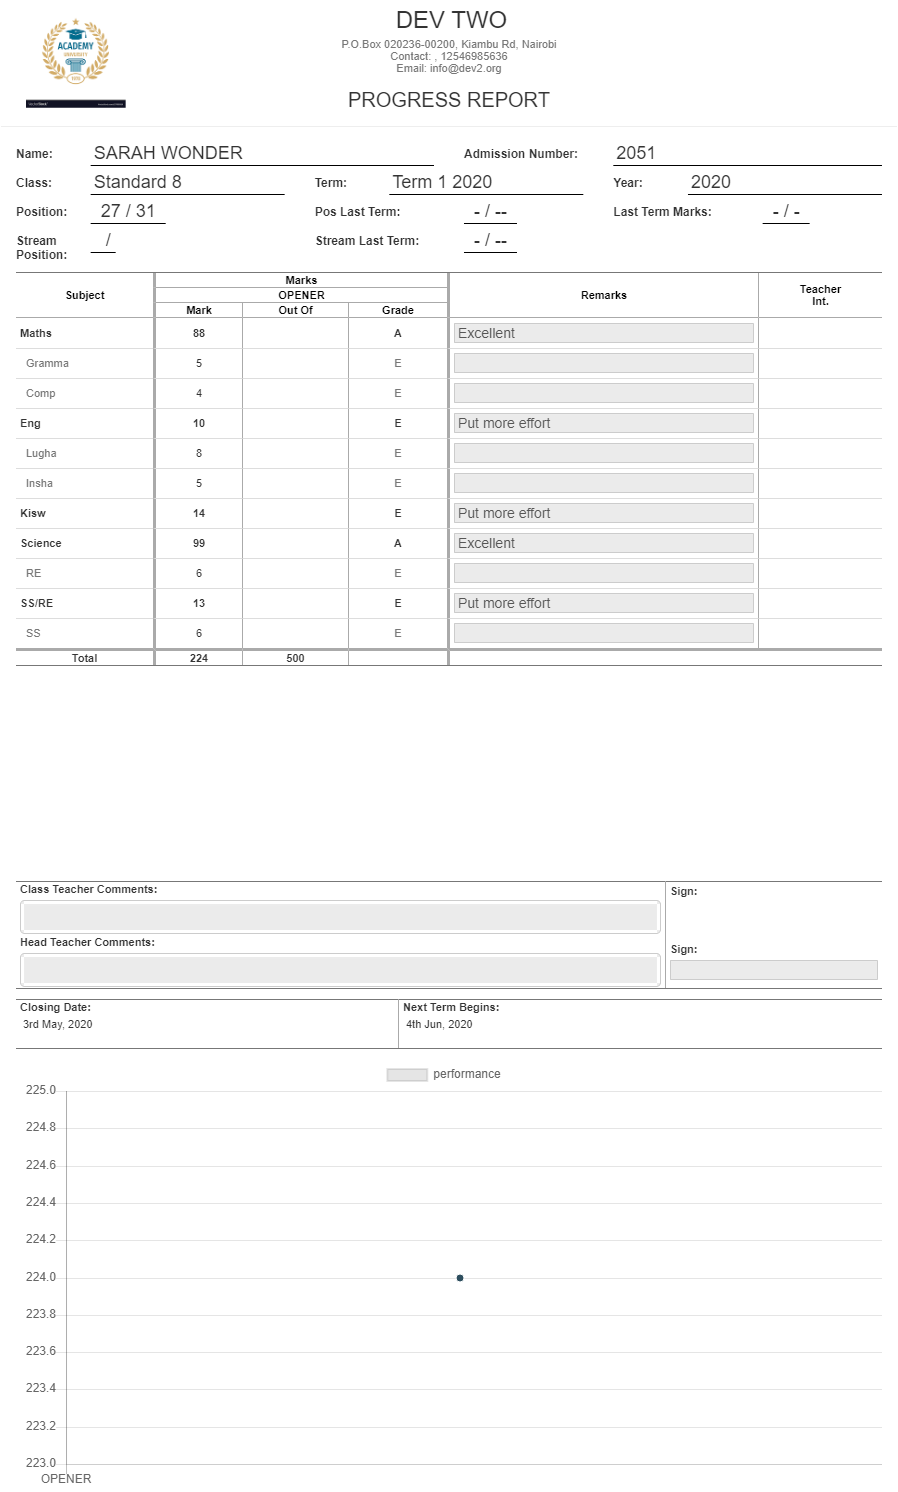 DEV TWO
P.O.Box 020236-00200, Kiambu Rd, Nairobi
Contact: , 12546985636
Email: info@dev2.org
ACADEMY
UNIVERSITY
PROGRESS REPORT
Name: SARAH WONDER Admission Number: 2051
Class: Standard 8 Term: Term 1 2020 Year: 2020
Position: 27 / 31 Pos Last Term: - / -- Last Term Marks: - / -
Stream Position: / Stream Last Term: - / --
Subject Marks Remarks Teacher Int.
OPENER
Mark Out Of Grade
Maths 88 A Excellent
Gramma 5 E
Comp 4 E
Eng 10 E Put more effort
Lugha 8 E
Insha 5 E
Kisw 14 E Put more effort
Science 99 A Excellent
RE 6 E
SS/RE 13 E Put more effort
SS 6 E
Total 224 500
Class Teacher Comments: Sign:
Head Teacher Comments: Sign:
Closing Date: Next Term Begins:
3rd May, 2020 4th Jun, 2020
performance
225.0
224.8
224.6
224.4
224.2
224.0
223.8
223.6
223.4
223.2
223.0
OPENER